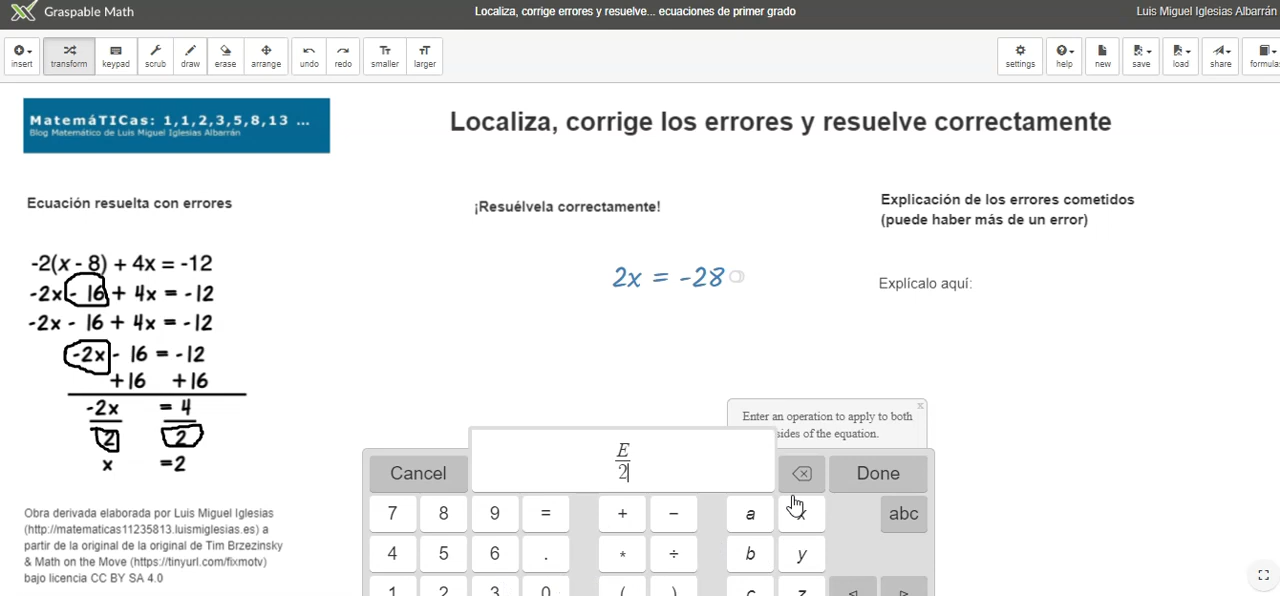 Graspable Math
Localiza, corrige errores y resuelve... ecuaciones de primer grado
Luis Miguel Iglesias Albarrán
insert transform keypad scrub draw erase arrange undo redo smaller larger settings help new save load share formulas
MatemáTICas: 1,1,2,3,5,8,13 ...
Blog Matemático de Luis Miguel Iglesias Albarrán
Localiza, corrige los errores y resuelve correctamente
Ecuación resuelta con errores
¡Resuélvela correctamente!
Explicación de los errores cometidos
(puede haber más de un error)
-2(x - 8) + 4x = -12
-2x - 16 + 4x = -12
-2x - 16 + 4x = -12
-2x - 16 = -12
+16 +16
-2x = 4
2 2
x =2
2x = -28
Explícalo aquí:
Obra derivada elaborada por Luis Miguel Iglesias
(http://matematicas11235813.luismiglesias.es) a
partir de la original de la original de Tim Brzezinsky
& Math on the Move (https://tinyurl.com/fixmotv)
bajo licencia CC BY SA 4.0
x
Enter an operation to apply to both
sides of the equation.
Cancel
E
2
Done
7 8 9 = + − a x abc
4 5 6 . * ÷ b y
1 2 3 0 ( ) c z